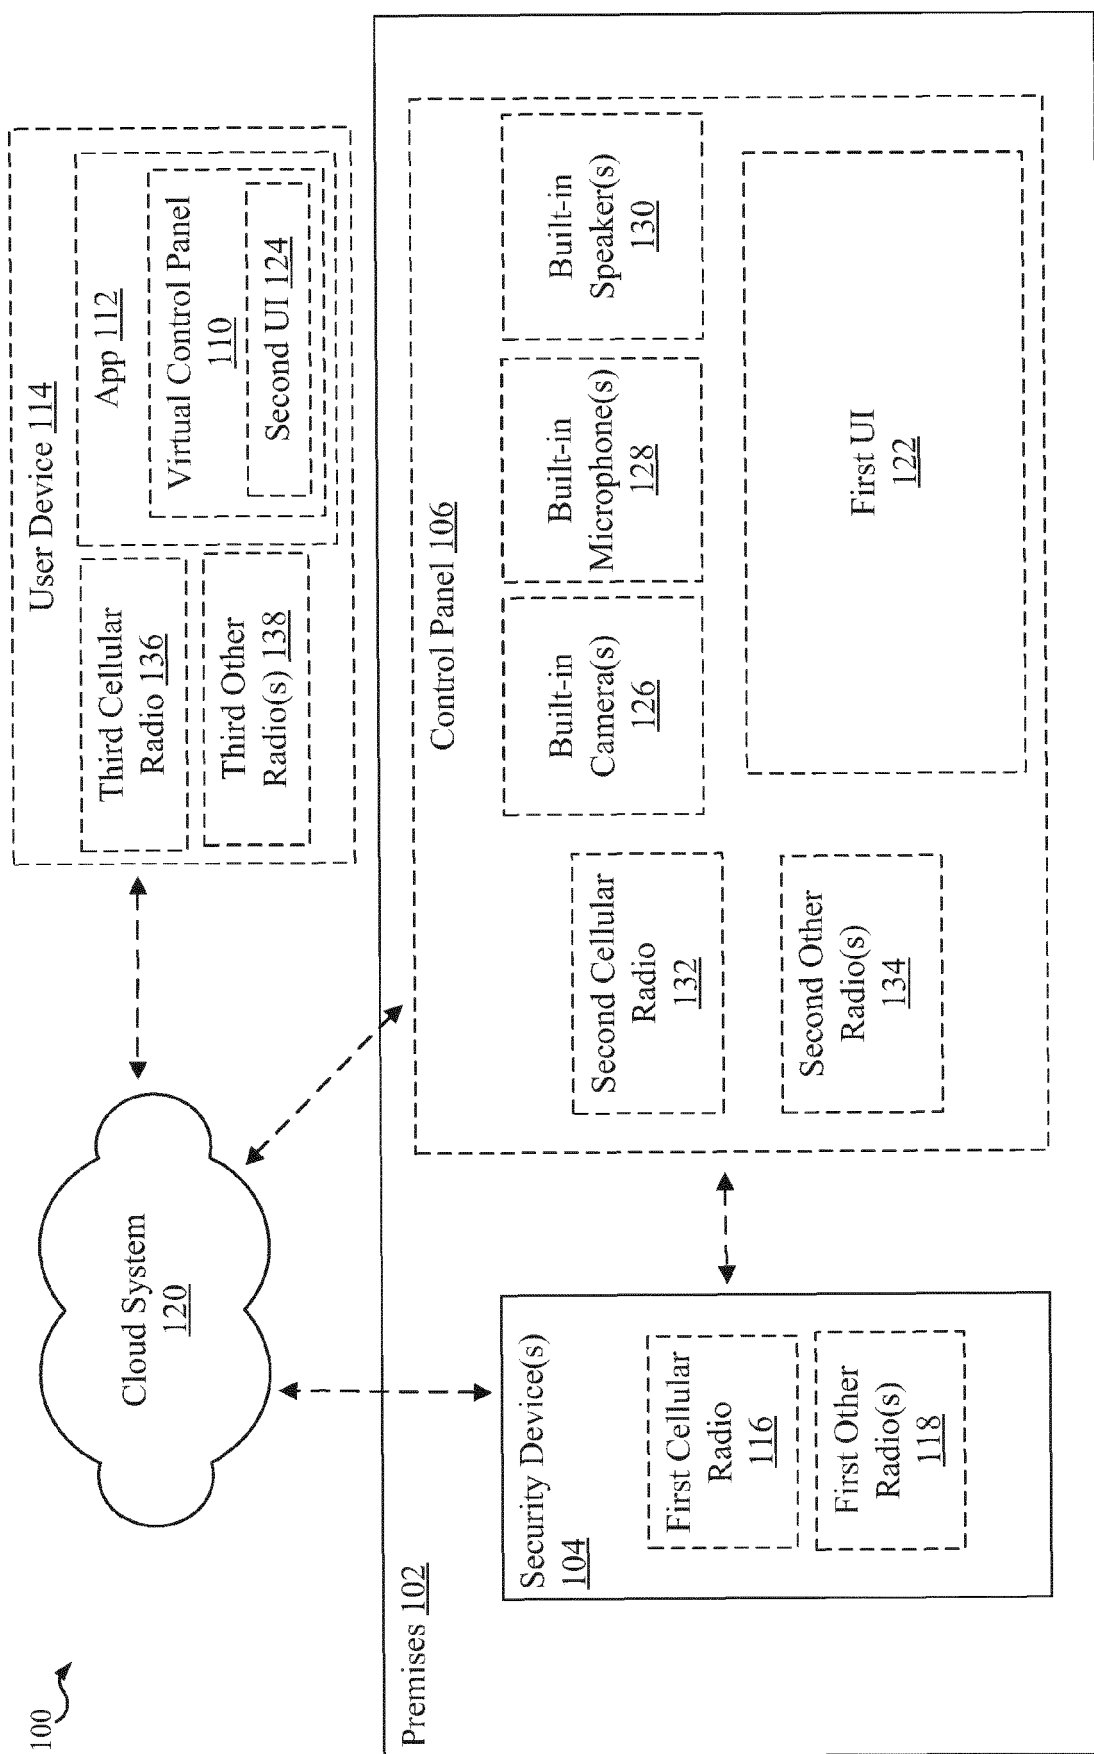 100
Cloud System
120
User Device 114
Third Cellular
Radio 136
Third Other
Radio(s) 138
App 112
Virtual Control Panel
110
Second UI 124
Premises 102
Security Device(s)
104
First Cellular
Radio
116
First Other
Radio(s)
118
Control Panel 106
Second Cellular
Radio
132
Second Other
Radio(s)
134
Built-in
Camera(s)
126
Built-in
Microphone(s)
128
Built-in
Speaker(s)
130
First UI
122